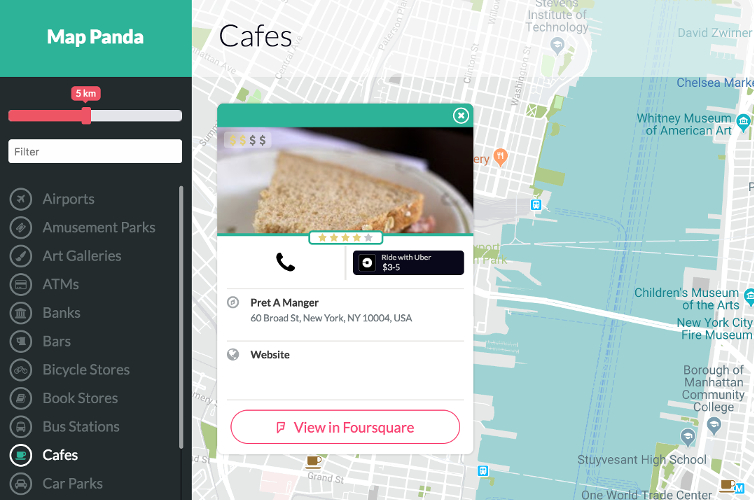 Map Panda
5 km
Filter
Airports
Amusement Parks
Art Galleries
ATMs
Banks
Bars
Bicycle Stores
Book Stores
Bus Stations
Cafes
Car Parks
Cafes
$ $ $ $
Ride with Uber
$3-5
Pret A Manger
60 Broad St, New York, NY 10004, USA
Website
View in Foursquare
Stevens
Institute of
Technology
David Zwirner
Chelsea Market
Washington St
Whitney Museum
of American Art
Children's Museum
of the Arts
New York City
Fire Museum
Borough of
Manhattan
Community
College
Stuyvesant High School
One World Trade Center
Grand St
M